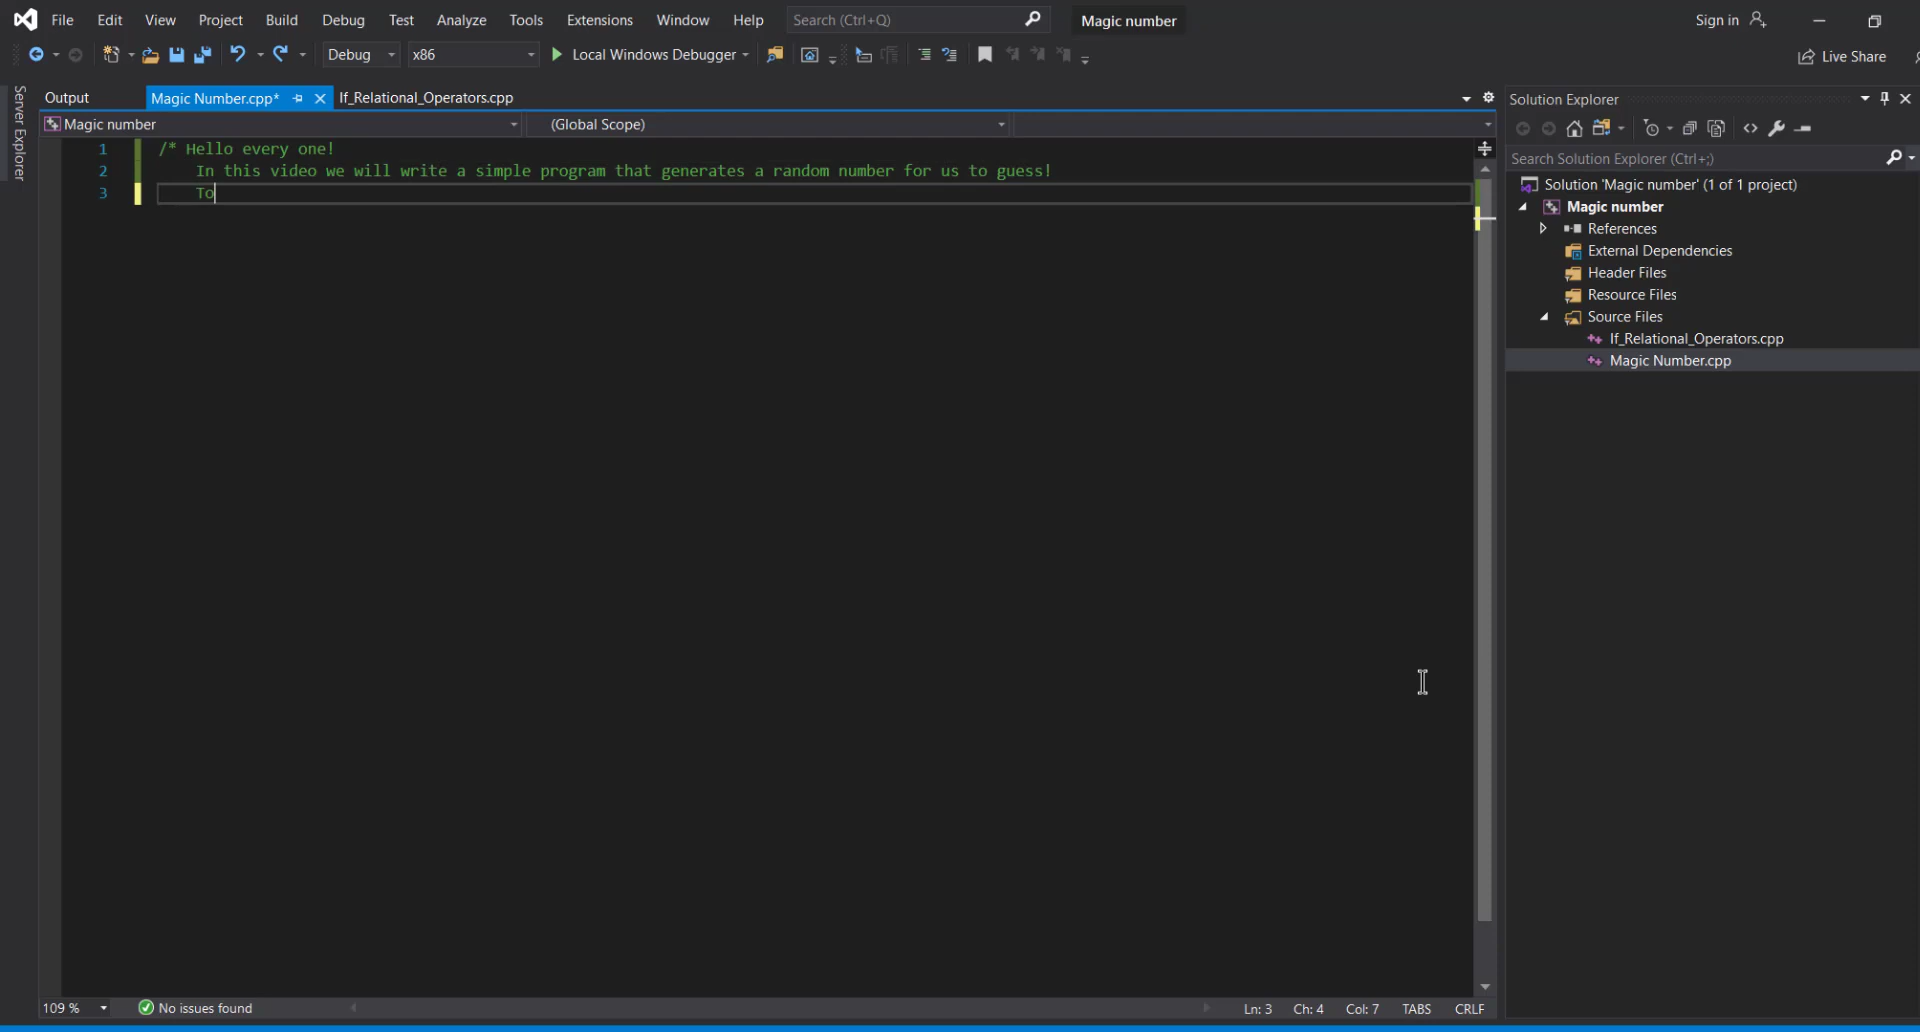 File Edit View Project Build Debug Test Analyze Tools Extensions Window Help Search (Ctrl+Q) Magic number Sign in
Debug x86 Local Windows Debugger Live Share
Server Explorer
Output Magic Number.cpp* If_Relational_Operators.cpp
Magic number (Global Scope)
1 /* Hello every one!
2 In this video we will write a simple program that generates a random number for us to guess!
3 To
Solution Explorer
Search Solution Explorer (Ctrl+;)
Solution 'Magic number' (1 of 1 project)
Magic number
References
External Dependencies
Header Files
Resource Files
Source Files
If_Relational_Operators.cpp
Magic Number.cpp
109 % No issues found Ln: 3 Ch: 4 Col: 7 TABS CRLF